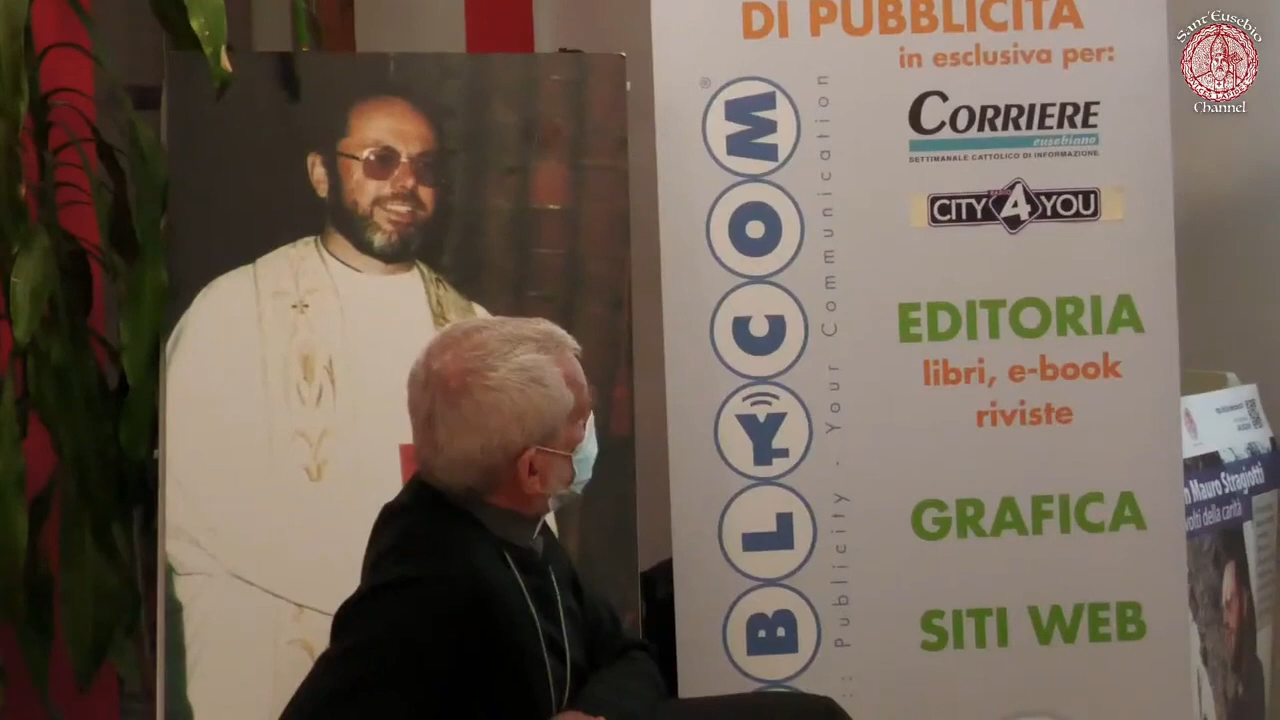 DI PUBBLICITÀ
in esclusiva per:
CORRIERE
eusebiano
SETTIMANALE CATTOLICO DI INFORMAZIONE
CITY 4 YOU
EDITORIA
libri, e-book
riviste
GRAFICA
SITI WEB
BLYCOM
®
:: Publicity - Your Communication
Sant'Eusebio
Channel
Mauro Stragiotti
volti della carità